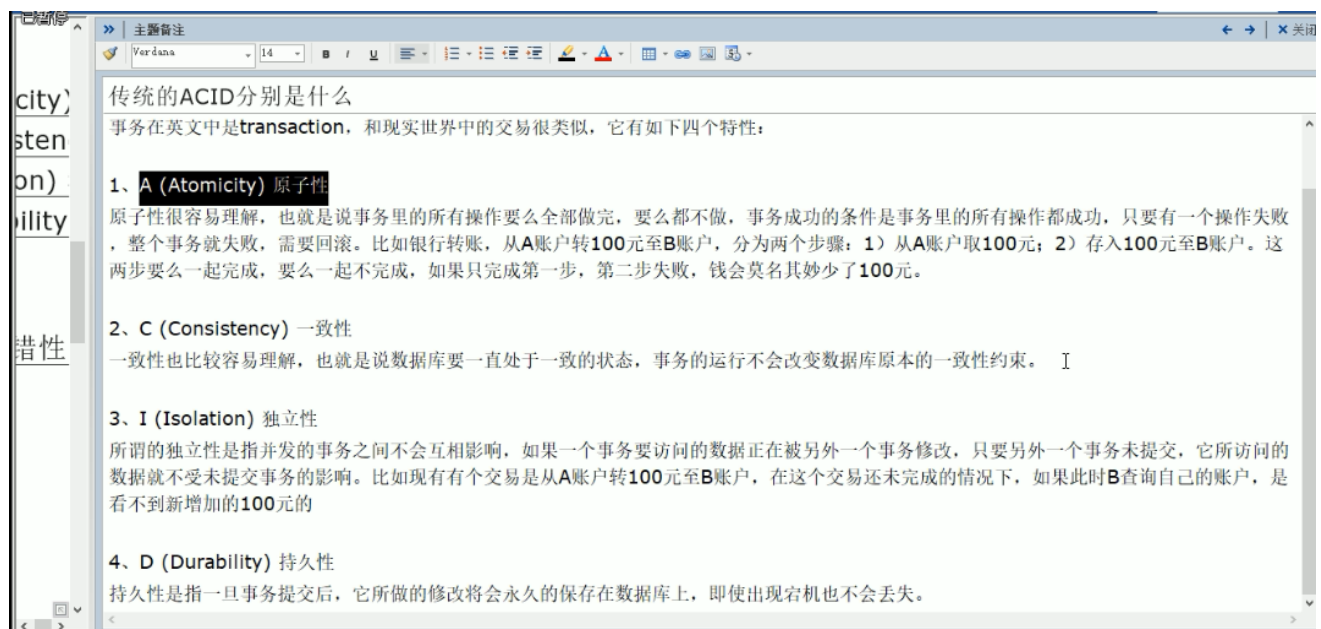 已暂停
主题备注
关闭
Verdana
14
B I U
city)
sten
on)
ility
错性
传统的ACID分别是什么
事务在英文中是transaction，和现实世界中的交易很类似，它有如下四个特性：
1、A (Atomicity) 原子性
原子性很容易理解，也就是说事务里的所有操作要么全部做完，要么都不做，事务成功的条件是事务里的所有操作都成功，只要有一个操作失败
，整个事务就失败，需要回滚。比如银行转账，从A账户转100元至B账户，分为两个步骤：1）从A账户取100元；2）存入100元至B账户。这
两步要么一起完成，要么一起不完成，如果只完成第一步，第二步失败，钱会莫名其妙少了100元。
2、C (Consistency) 一致性
一致性也比较容易理解，也就是说数据库要一直处于一致的状态，事务的运行不会改变数据库原本的一致性约束。
3、I (Isolation) 独立性
所谓的独立性是指并发的事务之间不会互相影响，如果一个事务要访问的数据正在被另外一个事务修改，只要另外一个事务未提交，它所访问的
数据就不受未提交事务的影响。比如现有有个交易是从A账户转100元至B账户，在这个交易还未完成的情况下，如果此时B查询自己的账户，是
看不到新增加的100元的
4、D (Durability) 持久性
持久性是指一旦事务提交后，它所做的修改将会永久的保存在数据库上，即使出现宕机也不会丢失。